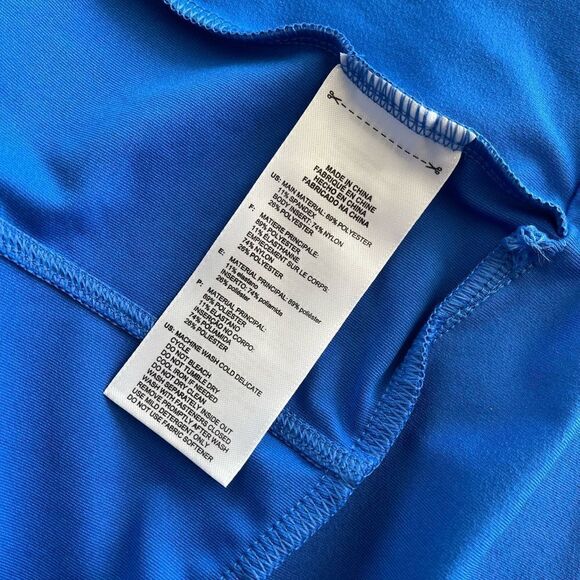 MADE IN CHINA
FABRIQUE EN CHINE
HECHO EN CHINA
FABRICADO NA CHINA
US: MAIN MATERIAL: 89% POLYESTER
11% SPANDEX
BODY INSERT: 74% NYLON
26% POLYESTER
F: MATIERE PRINCIPALE:
89% POLYESTER
11% ÉLASTHANNE
EMPIECEMENT SUR LE CORPS:
74% NYLON
26% POLYESTER
E: MATERIAL PRINCIPAL: 89% poliéster
11% elastano
INSERTO: 74% poliamida
26% poliéster
P: MATERIAL PRINCIPAL:
89% POLIÉSTER
11% ELASTANO
INSERÇÃO NO CORPO:
74% POLIAMIDA
26% POLIÉSTER
US: MACHINE WASH COLD DELICATE
CYCLE
DO NOT BLEACH
DO NOT TUMBLE DRY
COOL IRON IF NEEDED
DO NOT DRY CLEAN
WASH SEPARATELY INSIDE OUT
WASH WITH FASTENERS CLOSED
REMOVE PROMPTLY AFTER WASH
USE MILD DETERGENT ONLY
DO NOT USE FABRIC SOFTENER